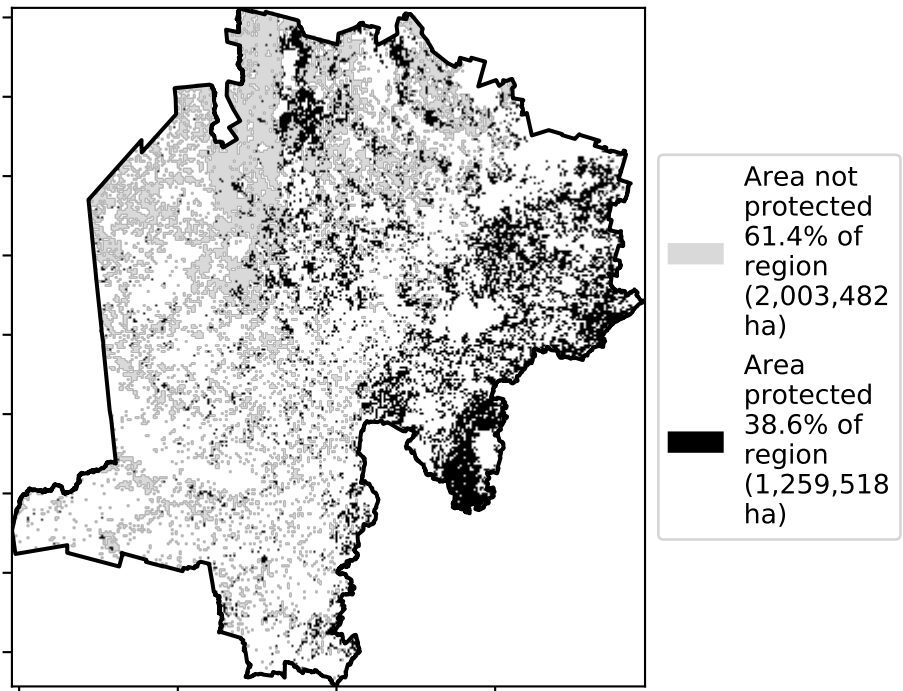 Area not
protected
61.4% of
region
(2,003,482
ha)
Area
protected
38.6% of
region
(1,259,518
ha)